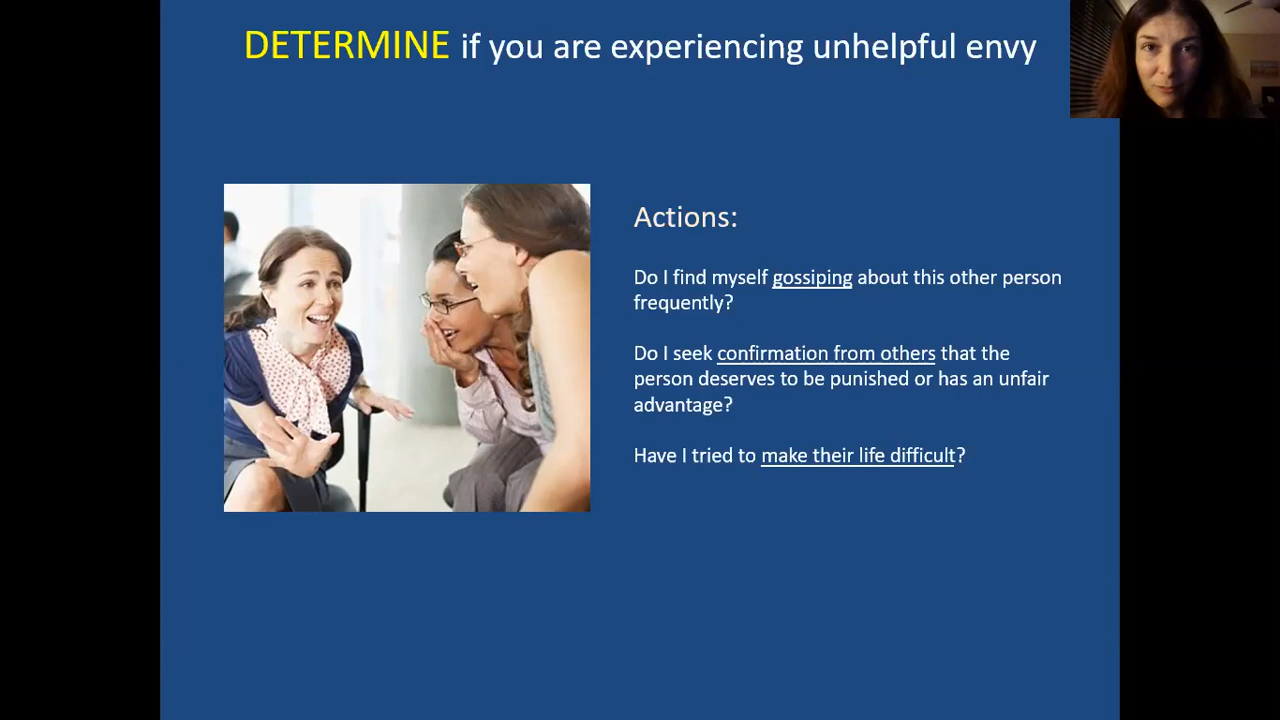 DETERMINE if you are experiencing unhelpful envy
Actions:
Do I find myself gossiping about this other person
frequently?
Do I seek confirmation from others that the
person deserves to be punished or has an unfair
advantage?
Have I tried to make their life difficult?